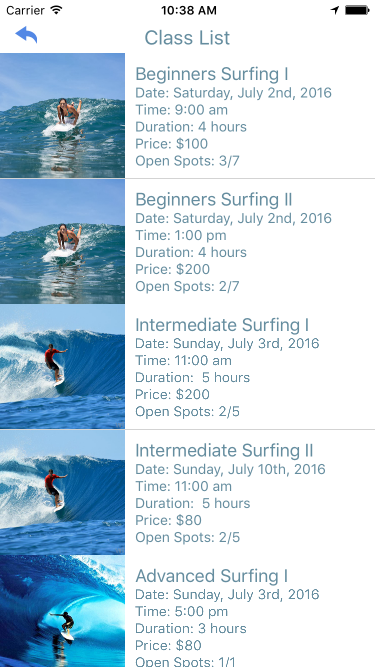 Carrier 10:38 AM
Class List
Beginners Surfing I
Date: Saturday, July 2nd, 2016
Time: 9:00 am
Duration: 4 hours
Price: $100
Open Spots: 3/7
Beginners Surfing II
Date: Saturday, July 2nd, 2016
Time: 1:00 pm
Duration: 4 hours
Price: $200
Open Spots: 2/7
Intermediate Surfing I
Date: Sunday, July 3rd, 2016
Time: 11:00 am
Duration:  5 hours
Price: $200
Open Spots: 2/5
Intermediate Surfing II
Date: Sunday, July 10th, 2016
Time: 11:00 am
Duration:  5 hours
Price: $80
Open Spots: 2/5
Advanced Surfing I
Date: Sunday, July 3rd, 2016
Time: 5:00 pm
Duration: 3 hours
Price: $80
Open Spots: 1/1